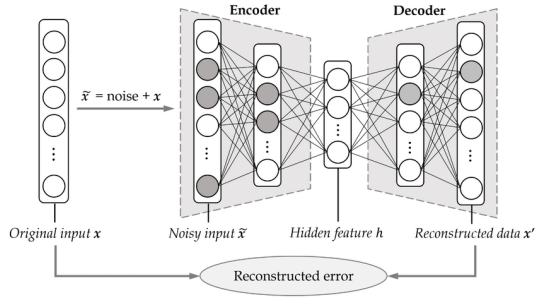 Encoder
Decoder
x̃ = noise + x
Original input x
Noisy input x̃
Hidden feature h
Reconstructed data x′
Reconstructed error